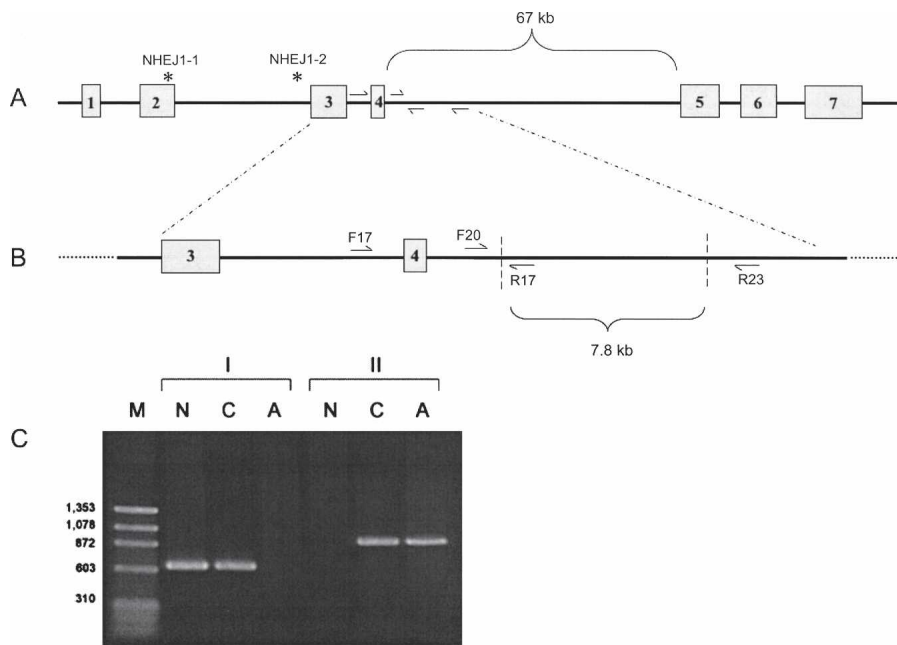 67 kb
NHEJ1-1
NHEJ1-2
* *
A
1 2 3 4 5 6 7
F17
F20
B
3 4
R17
R23
7.8 kb
I II
M N C A N C A
C
1,353
1,078
872
603
310